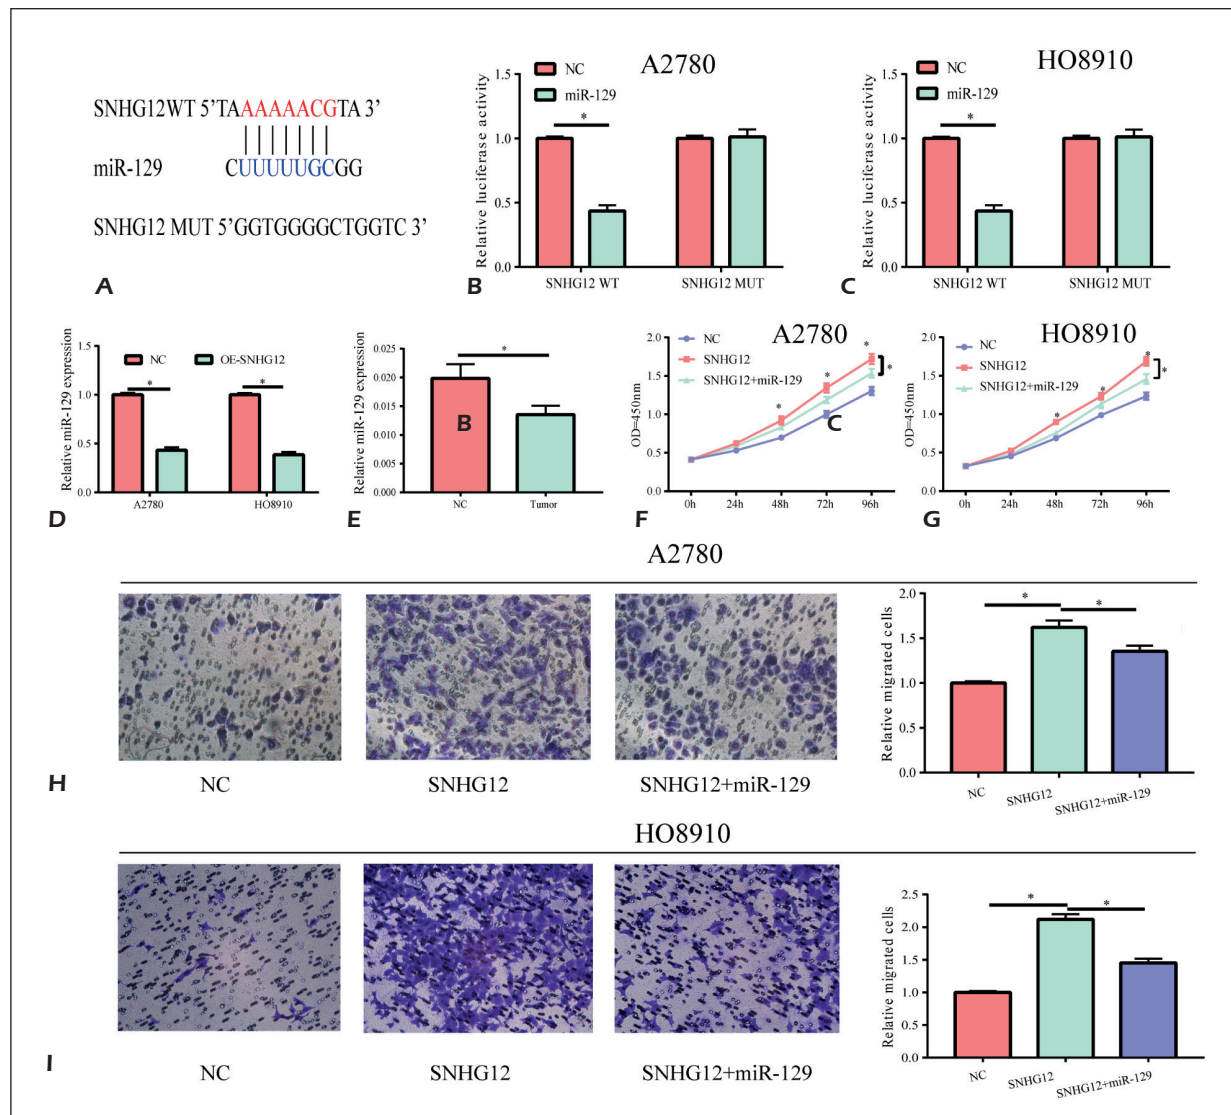 SNHG12WT 5'TAAAAAACGTA 3'
miR-129 CUUUUUGCGG
SNHG12 MUT 5'GGTGGGGCTGGTC 3'
A
A2780
NC
miR-129
Relative luciferase activity
1.5
1.0
0.5
0.0
*
SNHG12 WT
SNHG12 MUT
B
HO8910
NC
miR-129
Relative luciferase activity
1.5
1.0
0.5
0.0
*
SNHG12 WT
SNHG12 MUT
C
NC
OE-SNHG12
Relative miR-129 expression
1.5
1.0
0.5
0.0
*
*
A2780
HO8910
D
Relative miR-129 expression
0.025
0.020
0.015
0.010
0.005
0.000
*
B
NC
Tumor
E
A2780
NC
SNHG12
SNHG12+miR-129
OD=450nm
2.0
1.5
1.0
0.5
0.0
*
*
*
*
C
0h
24h
48h
72h
96h
F
HO8910
NC
SNHG12
SNHG12+miR-129
OD=450nm
2.0
1.5
1.0
0.5
0.0
*
*
*
*
0h
24h
48h
72h
96h
G
A2780
NC
SNHG12
SNHG12+miR-129
H
Relative migrated cells
2.0
1.5
1.0
0.5
0.0
*
*
NC
SNHG12
SNHG12+miR-129
HO8910
NC
SNHG12
SNHG12+miR-129
I
Relative migrated cells
2.5
2.0
1.5
1.0
0.5
0.0
*
*
NC
SNHG12
SNHG12+miR-129